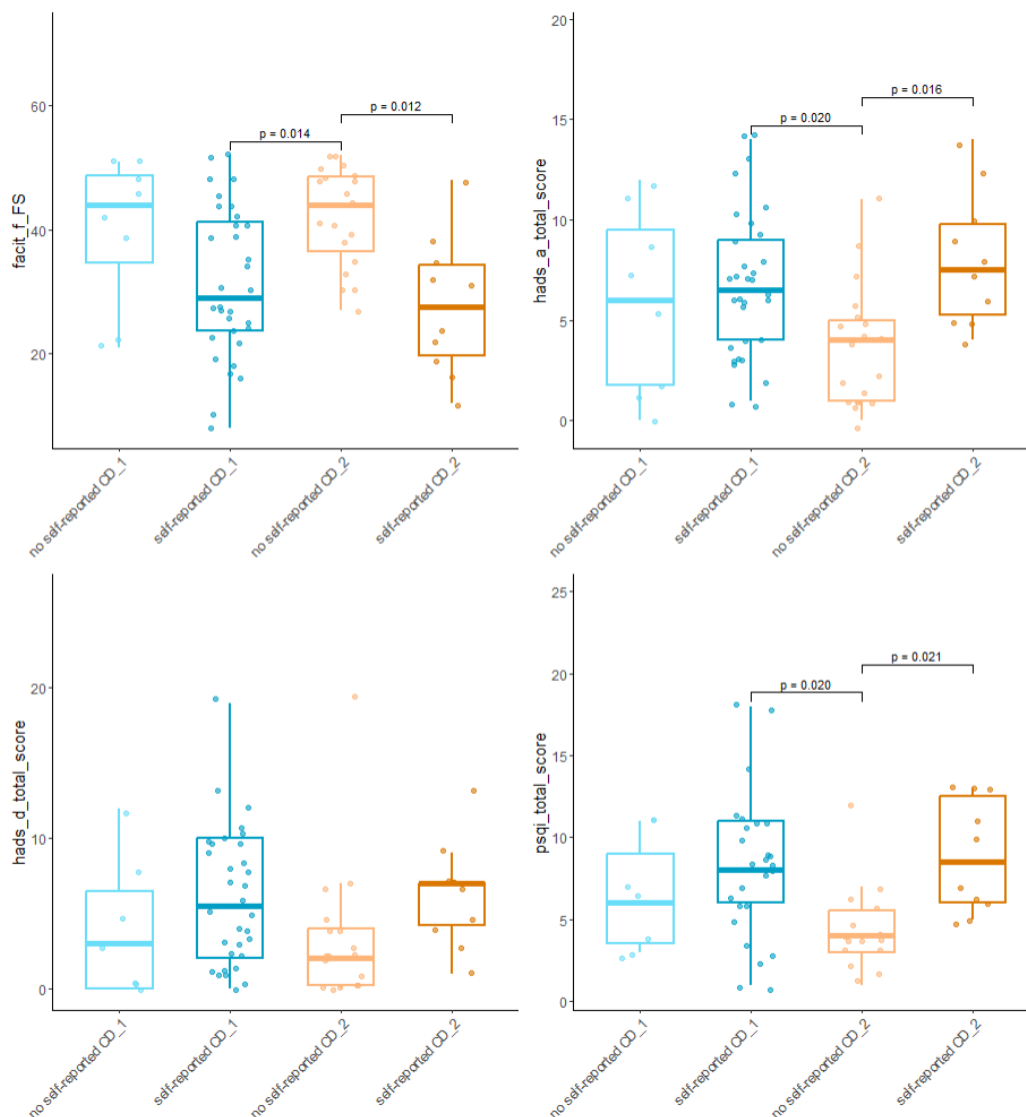 60
40
20
facit_f_FS
p = 0.014
p = 0.012
no self-reported CD_1
self-reported CD_1
no self-reported CD_2
self-reported CD_2
20
15
10
5
0
hads_a_total_score
p = 0.020
p = 0.016
no self-reported CD_1
self-reported CD_1
no self-reported CD_2
self-reported CD_2
20
10
0
hads_d_total_score
no self-reported CD_1
self-reported CD_1
no self-reported CD_2
self-reported CD_2
25
20
15
10
5
0
psqi_total_score
p = 0.020
p = 0.021
no self-reported CD_1
self-reported CD_1
no self-reported CD_2
self-reported CD_2